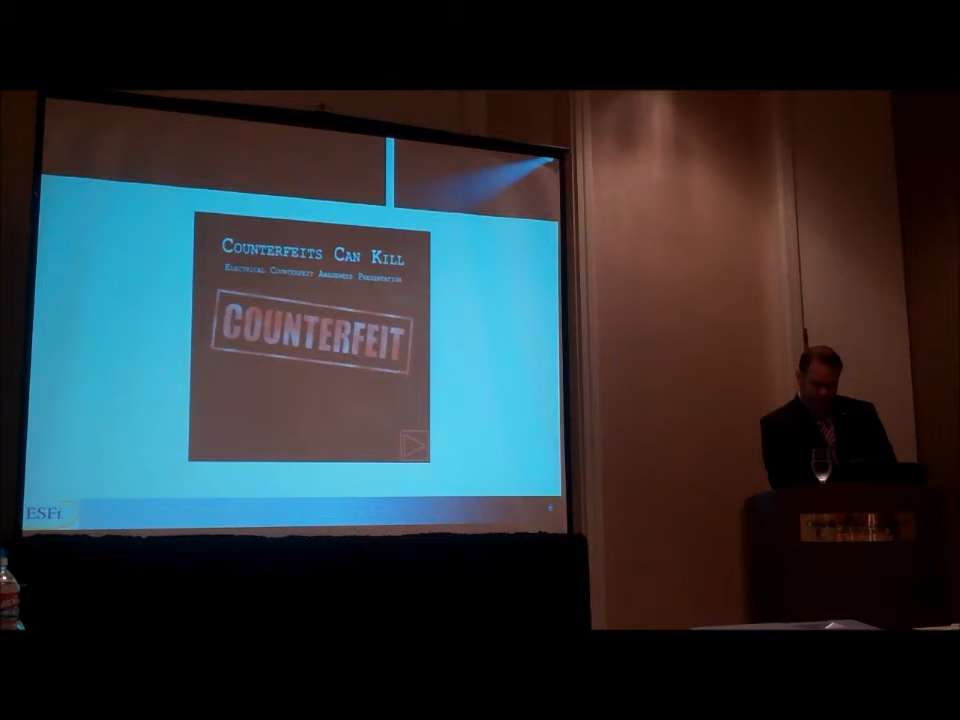 COUNTERFEITS CAN KILL
ELECTRICAL COUNTERFEIT AWARENESS PRESENTATION
COUNTERFEIT
ESFi
6